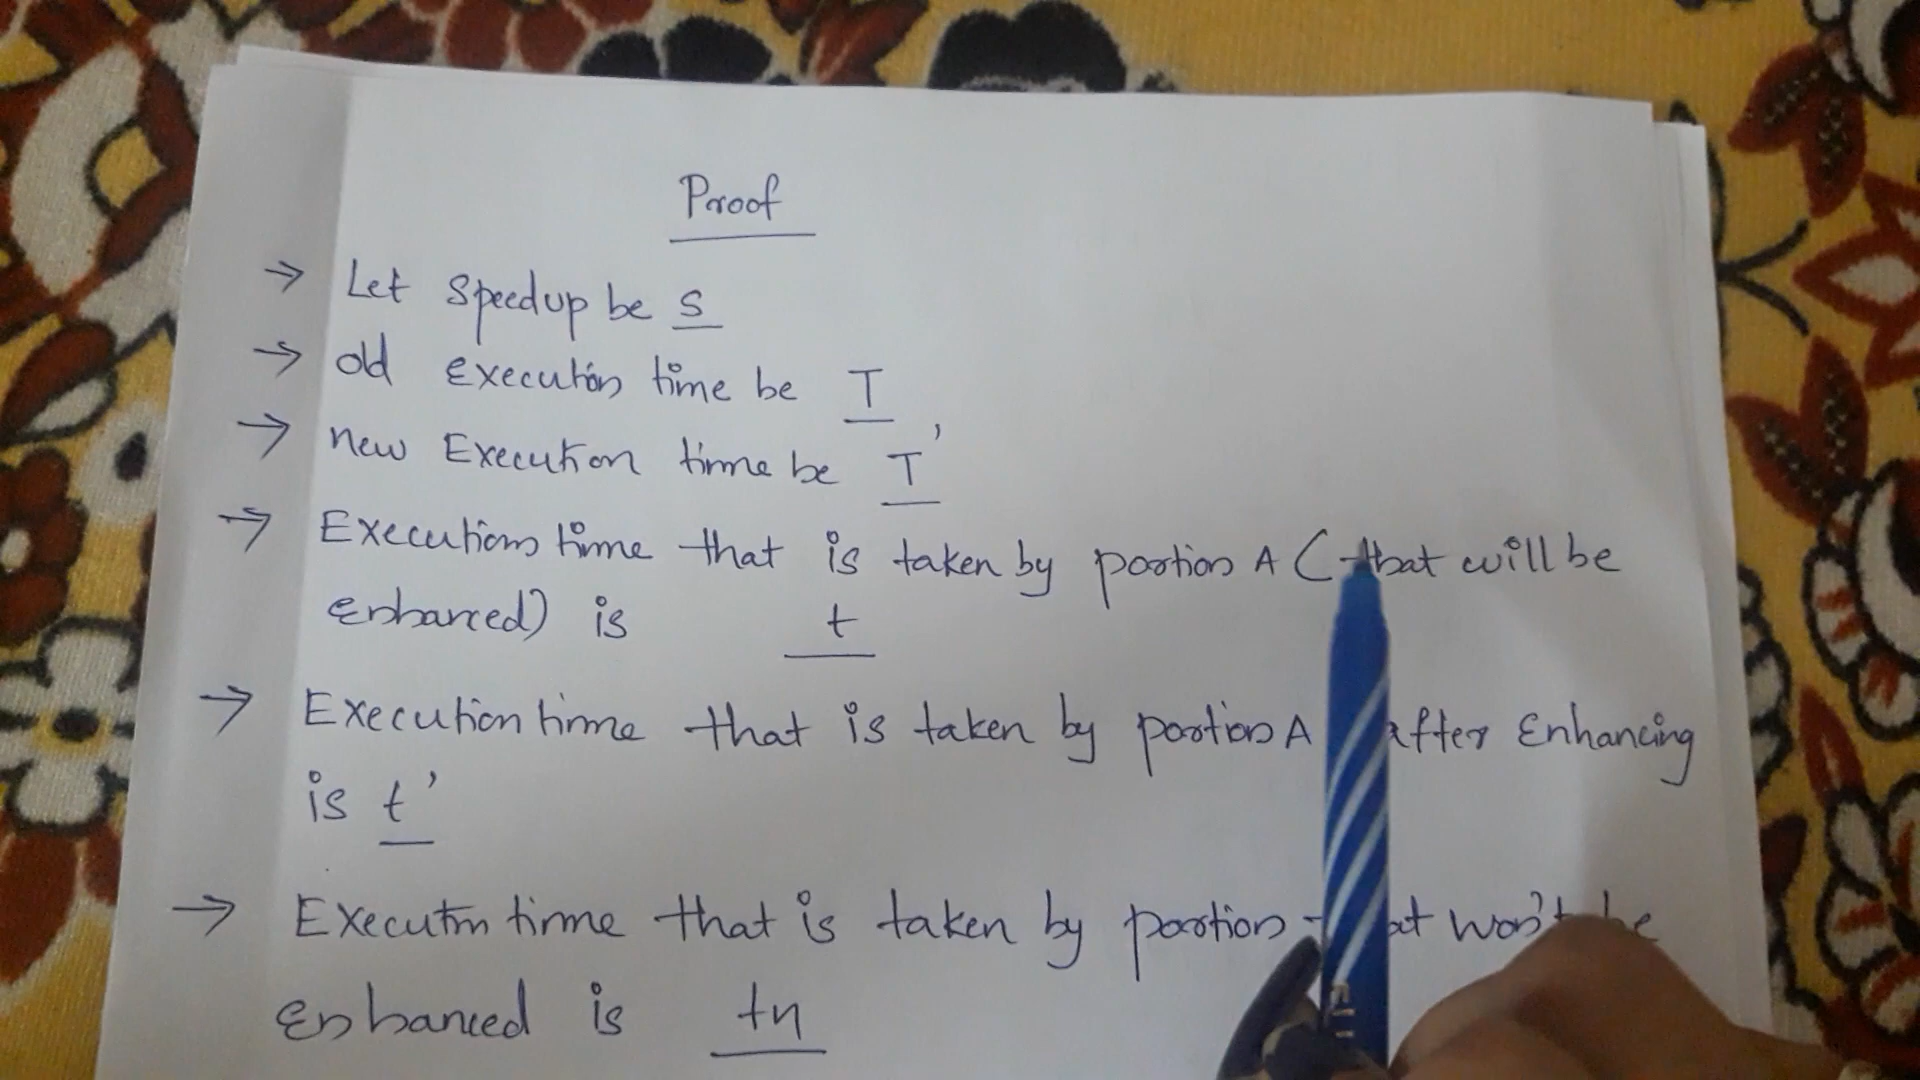 Proof
→ Let Speedup be S
→ old execution time be T
→ new Execution time be T'
→ Execution time that is taken by portion A (that will be
enhanced) is t
→ Execution time that is taken by portion A after Enhancing
is t'
→ Execution time that is taken by portion won't be
enhanced is tn